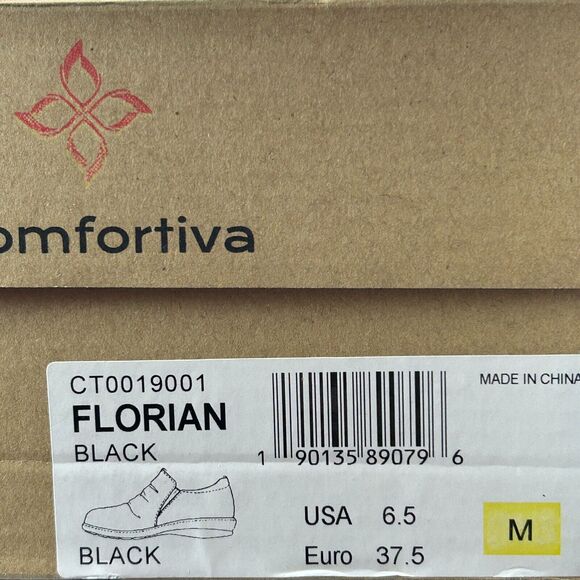 omfortiva
CT0019001
FLORIAN
BLACK
1 90135 89079 6
MADE IN CHINA
BLACK
USA 6.5
Euro 37.5
M